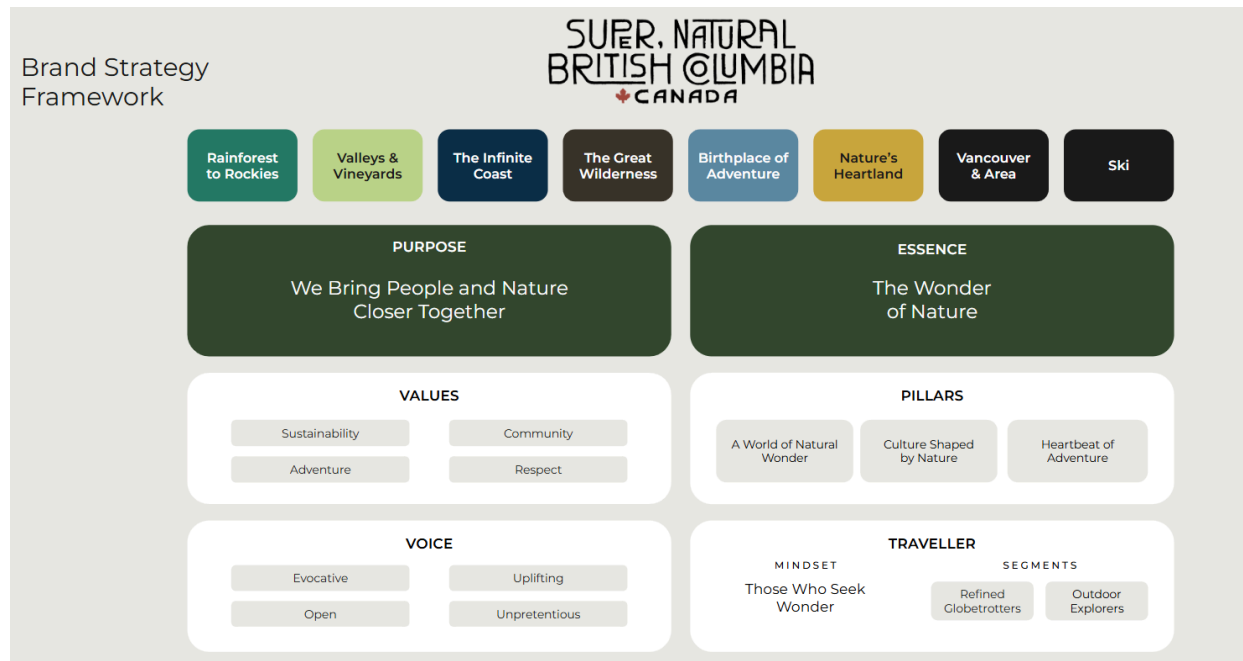 Brand Strategy
Framework
SUPER, NATURAL
BRITISH COLUMBIA
CANADA
Rainforest
to Rockies
Valleys &
Vineyards
The Infinite
Coast
The Great
Wilderness
Birthplace of
Adventure
Nature's
Heartland
Vancouver
& Area
Ski
PURPOSE
We Bring People and Nature
Closer Together
ESSENCE
The Wonder
of Nature
VALUES
Sustainability
Community
Adventure
Respect
PILLARS
A World of Natural
Wonder
Culture Shaped
by Nature
Heartbeat of
Adventure
VOICE
Evocative
Uplifting
Open
Unpretentious
TRAVELLER
MINDSET
Those Who Seek
Wonder
SEGMENTS
Refined
Globetrotters
Outdoor
Explorers